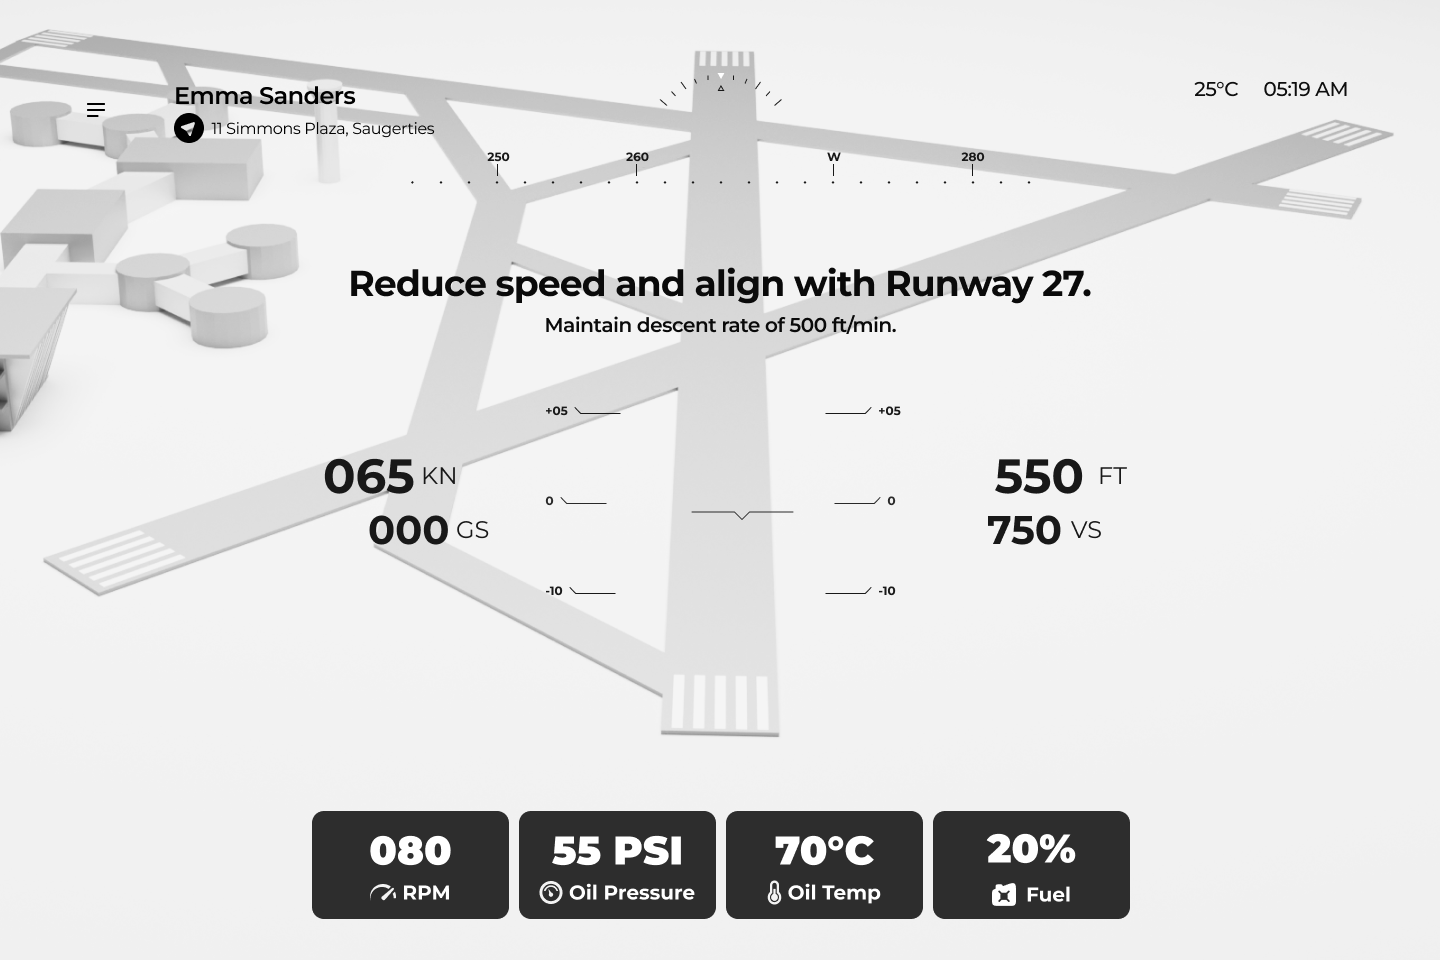 Emma Sanders
11 Simmons Plaza, Saugerties
25°C 05:19 AM
250 260 W 280
Reduce speed and align with Runway 27.
Maintain descent rate of 500 ft/min.
+05 +05
065 KN
550 FT
0 0
000 GS
750 VS
-10 -10
080
RPM
55 PSI
Oil Pressure
70°C
Oil Temp
20%
Fuel